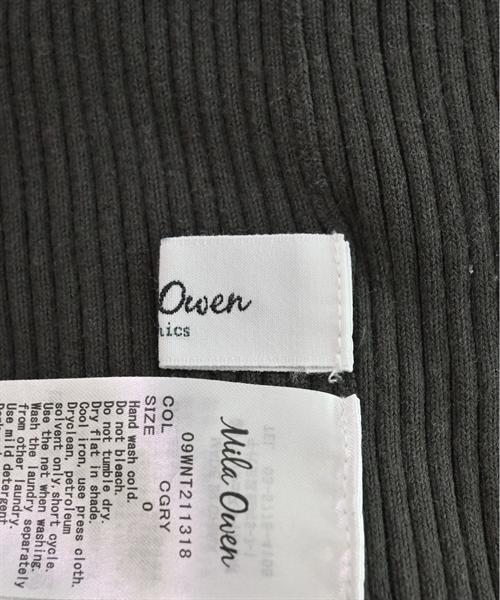 Owen
hics
Mila Owen
09WNT211318
COL CGRY
SIZE 0
Hand wash cold.
Do not bleach.
Do not tumble dry.
Dry flat in shade.
Cool iron, use press cloth.
Dryclean, petroleum
solvent only, short cycle.
Use the net when washing.
Wash the laundry separately
from other laundry.
Use mild detergent